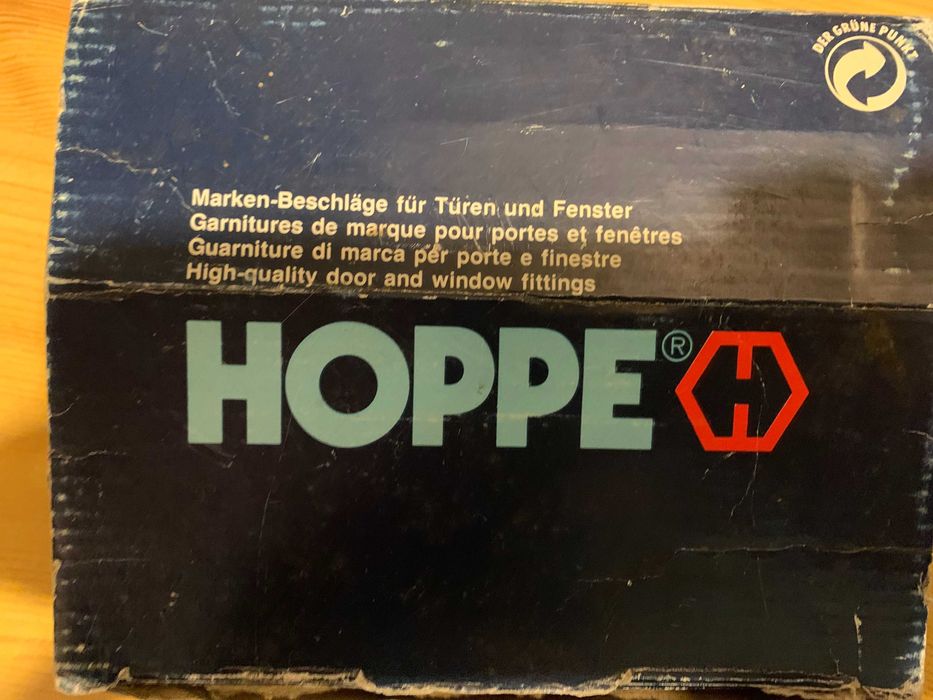 DER GRÜNE PUNKT
Marken-Beschläge für Türen und Fenster
Garnitures de marque pour portes et fenêtres
Guarniture di marca per porte e finestre
High-quality door and window fittings
HOPPE®